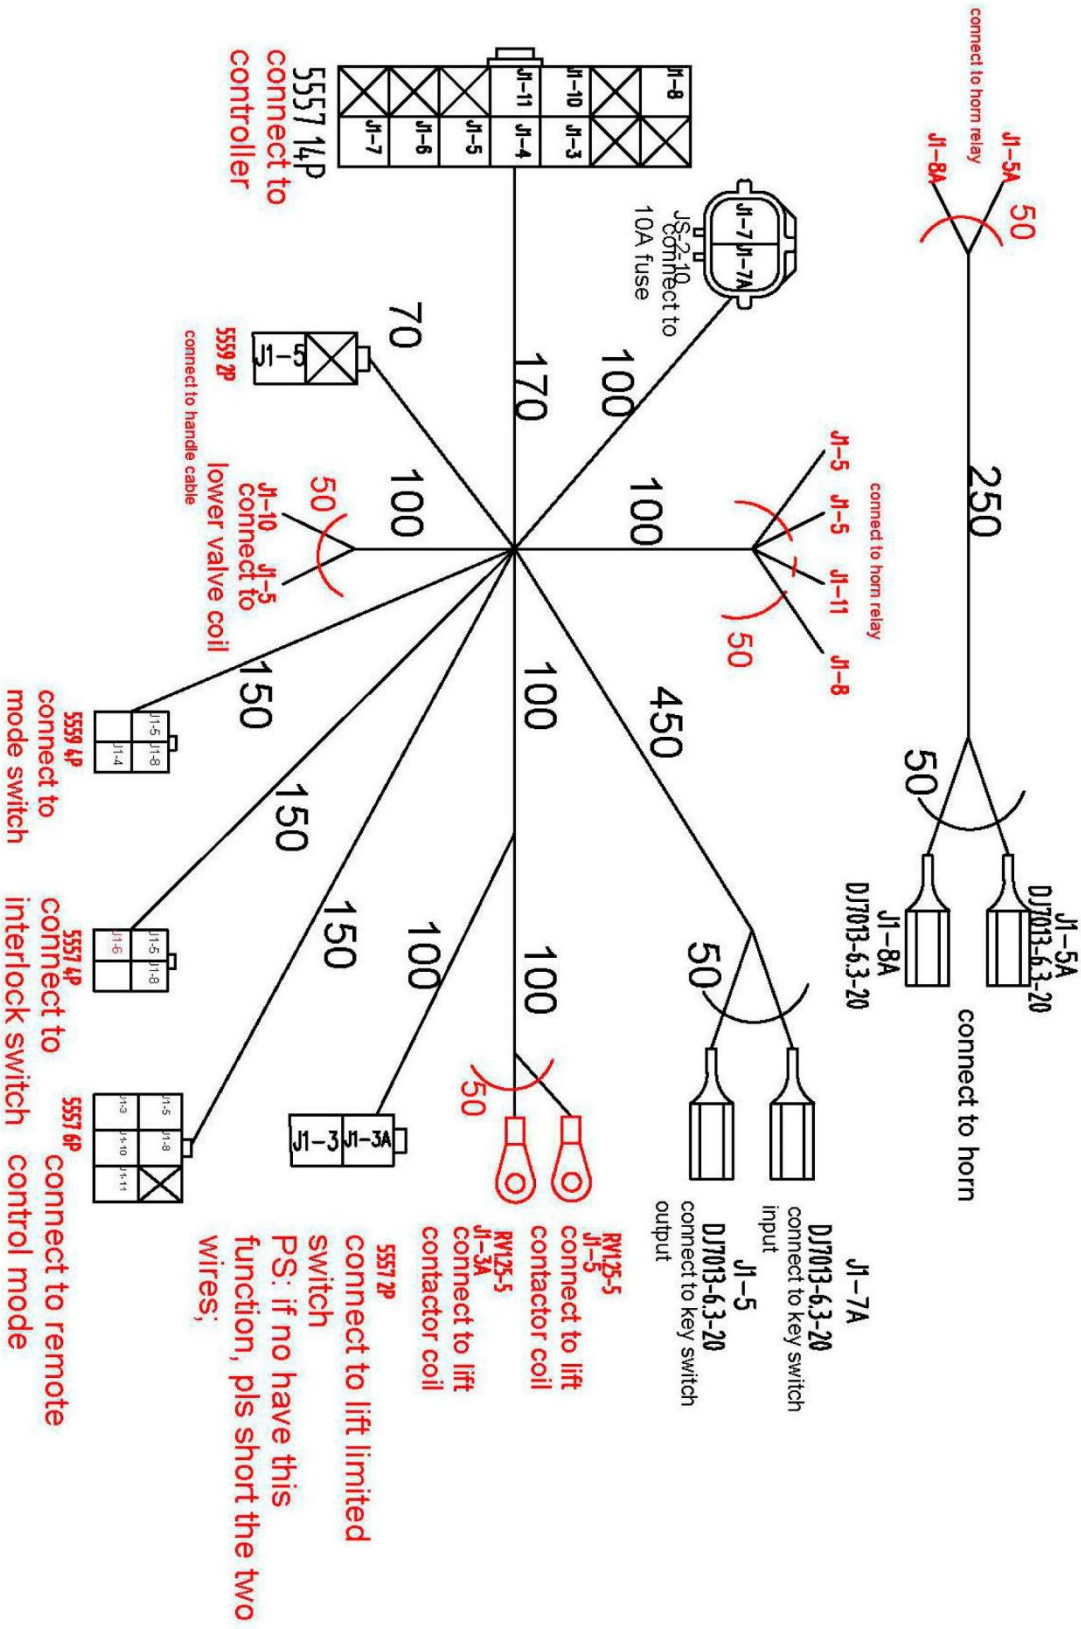 connect to horn relay
J1-5A
J1-8A
50
250
50
J1-5A
DJ7013-6.3-20
J1-8A
DJ7013-6.3-20
connect to horn
J1-8
J1-10
J1-11
J1-3
J1-4
J1-5
J1-6
J1-7
5557 14P
connect to
controller
170
J1-7
J1-7A
JS-2-10
connect to
10A fuse
100
connect to horn relay
J1-5
J1-5
J1-11
J1-8
50
100
450
50
J1-7A
DJ7013-6.3-20
connect to key switch
input
J1-5
DJ7013-6.3-20
connect to key switch
output
100
100
50
RV1.25-5
J1-5
connect to lift
contactor coil
RV1.25-5
J1-3A
connect to lift
contactor coil
100
J1-3
J1-3A
5557 2P
connect to lift limited
switch
PS: if no have this
function, pls short the two
wires;
70
J1-5
5559 2P
connect to handle cable
100
50
J1-10
J1-5
connect to
lower valve coil
150
J1-5
J1-8
J1-4
5559 4P
connect to
mode switch
150
J1-5
J1-8
J1-6
5557 4P
connect to
interlock switch
150
J1-5
J1-8
J1-3
J1-10
J1-11
5557 6P
connect to remote
control mode